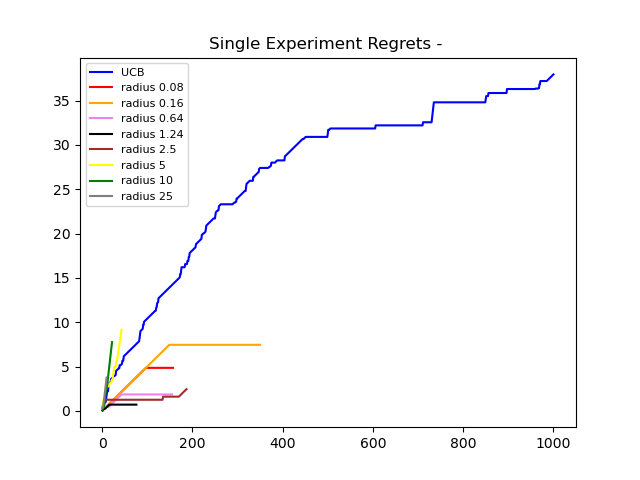 Single Experiment Regrets -
UCB
radius 0.08
radius 0.16
radius 0.64
radius 1.24
radius 2.5
radius 5
radius 10
radius 25
35
30
25
20
15
10
5
0
0 200 400 600 800 1000